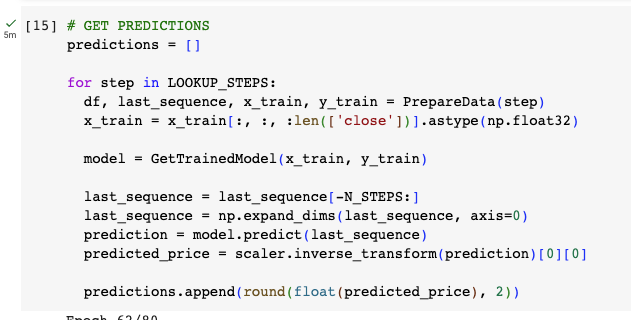 [15] # GET PREDICTIONS
5m
predictions = []
for step in LOOKUP_STEPS:
df, last_sequence, x_train, y_train = PrepareData(step)
x_train = x_train[:, :, :len(['close'])].astype(np.float32)
model = GetTrainedModel(x_train, y_train)
last_sequence = last_sequence[-N_STEPS:]
last_sequence = np.expand_dims(last_sequence, axis=0)
prediction = model.predict(last_sequence)
predicted_price = scaler.inverse_transform(prediction)[0][0]
predictions.append(round(float(predicted_price), 2))
Epoch 62/80